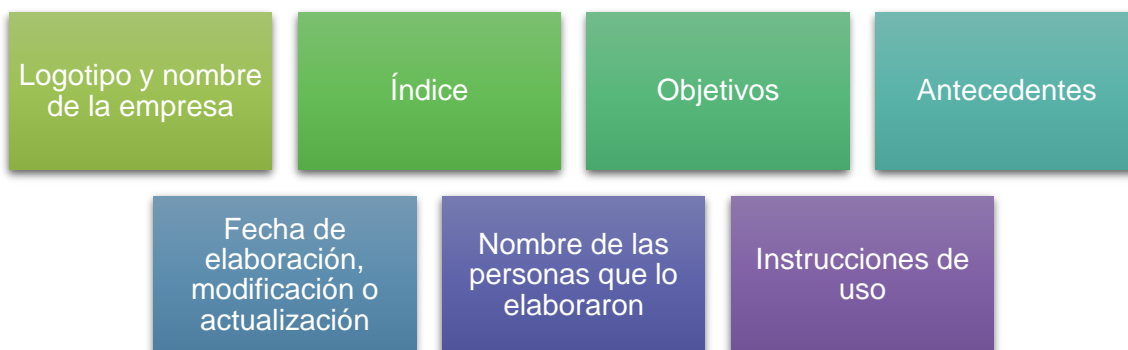 Logotipo y nombre
de la empresa
Índice
Objetivos
Antecedentes
Fecha de
elaboración,
modificación o
actualización
Nombre de las
personas que lo
elaboraron
Instrucciones de
uso